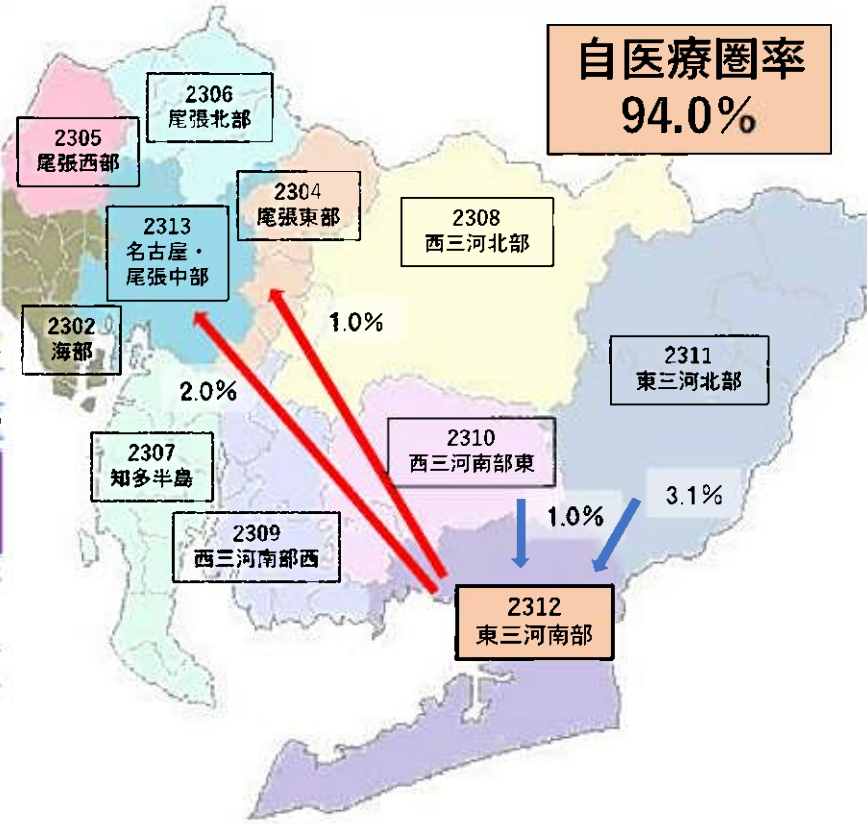 自医療圏率
94.0%
2306
尾張北部
2305
尾張西部
2304
尾張東部
2313
名古屋・
尾張中部
2308
西三河北部
2302
海部
1.0%
2311
東三河北部
2.0%
2310
西三河南部東
2307
知多半島
3.1%
1.0%
2309
西三河南部西
2312
東三河南部